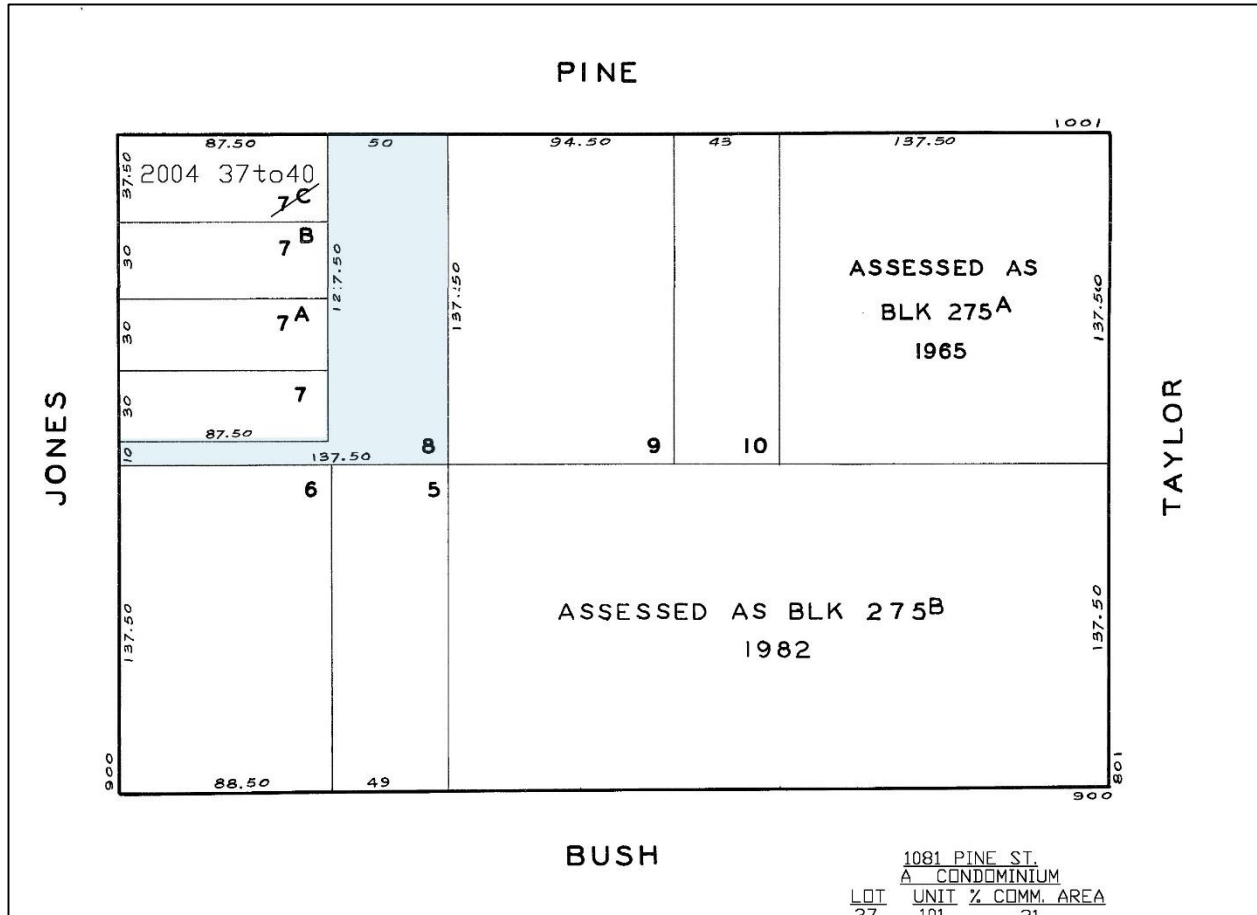 PINE
1001
87.50 50 94.50 43 137.50
37.50
2004 37to40
7C
30
7B
127.50
137.50
ASSESSED AS
BLK 275A
1965
137.50
30
7A
30
7
87.50
10
137.50
8
9
10
JONES
TAYLOR
6
5
137.50
ASSESSED AS BLK 275B
1982
137.50
900
88.50
49
801
900
BUSH
1081 PINE ST.
A CONDOMINIUM
LOT UNIT % COMM. AREA
37 101 21